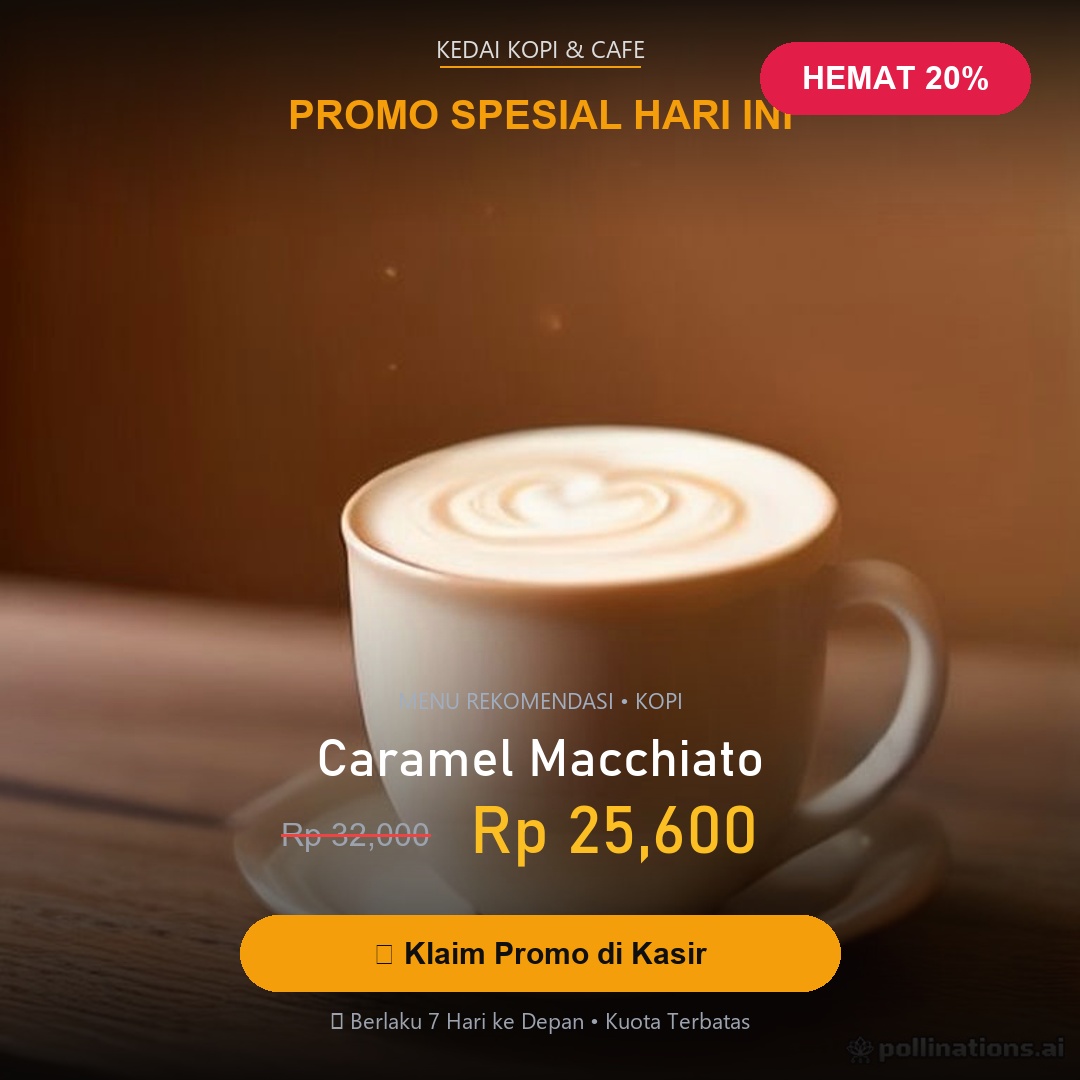 KEDAI KOPI & CAFE
HEMAT 20%
PROMO SPESIAL HARI INI
MENU REKOMENDASI • KOPI
Caramel Macchiato
Rp 32,000 Rp 25,600
Klaim Promo di Kasir
Berlaku 7 Hari ke Depan • Kuota Terbatas
pollinations.ai